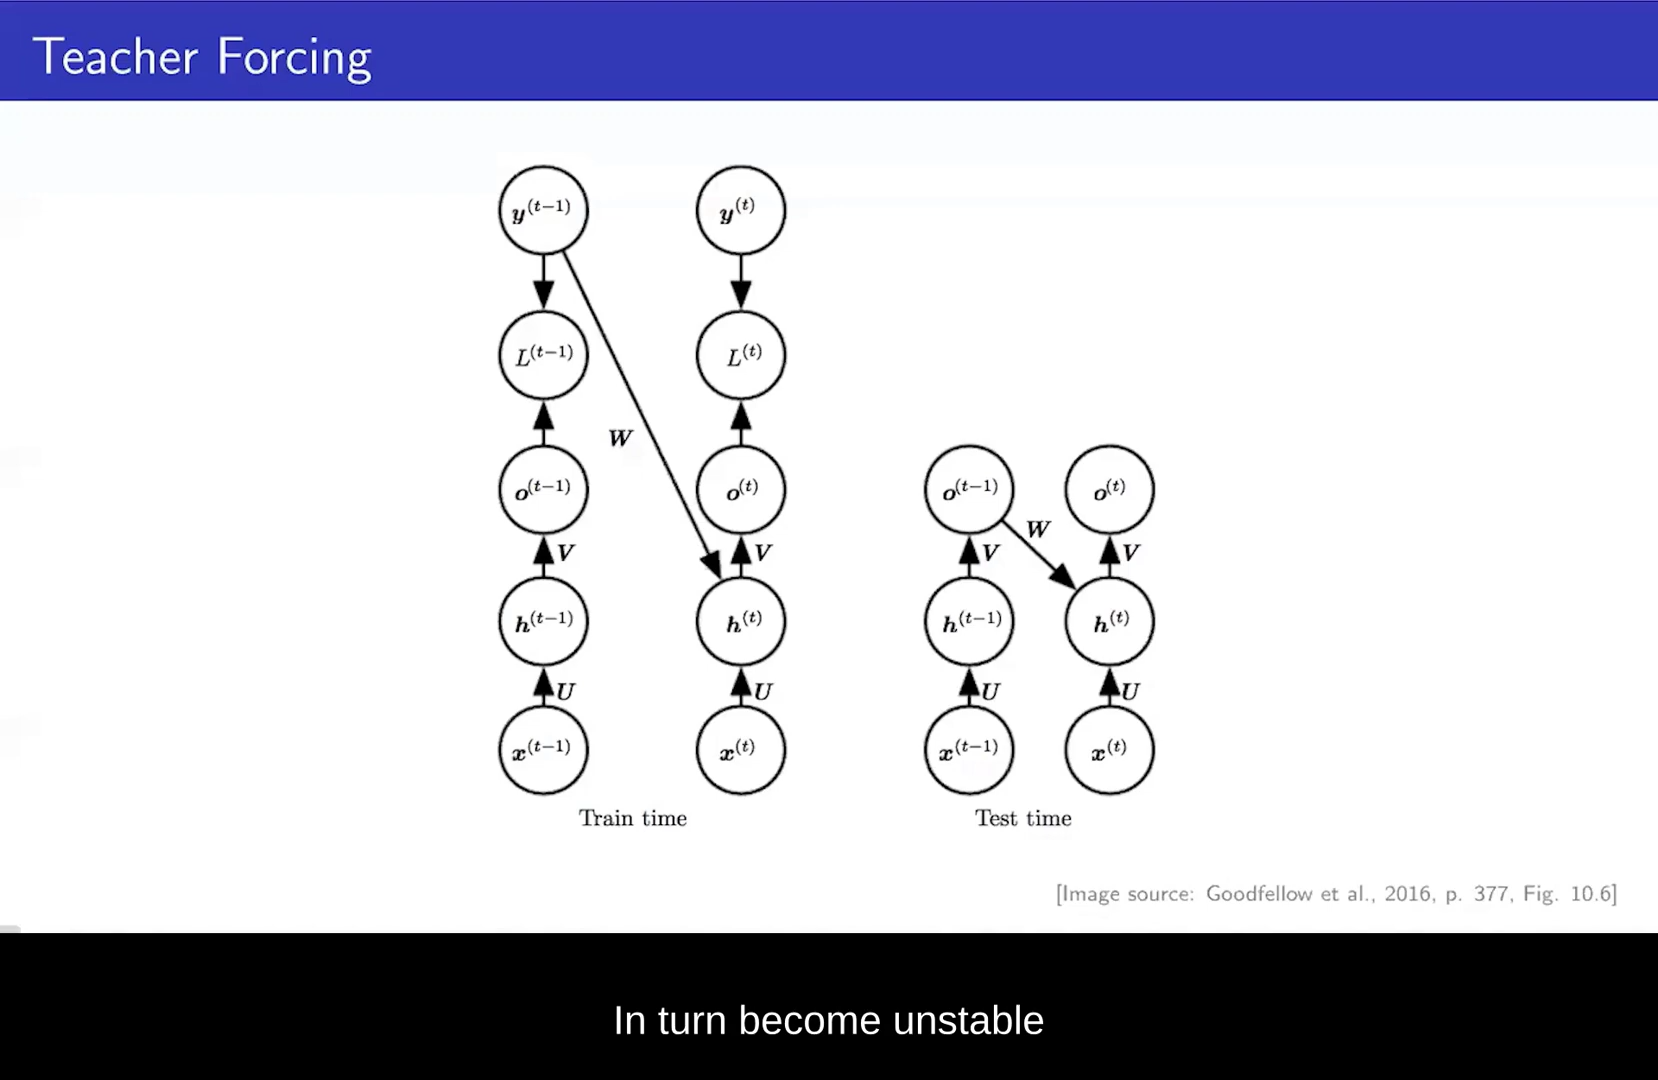 Teacher Forcing
y^(t−1) y^(t)
L^(t−1) L^(t)
W
o^(t−1) o^(t) o^(t−1) o^(t)
W
V V V V
h^(t−1) h^(t) h^(t−1) h^(t)
U U U U
x^(t−1) x^(t) x^(t−1) x^(t)
Train time Test time
[Image source: Goodfellow et al., 2016, p. 377, Fig. 10.6]
In turn become unstable